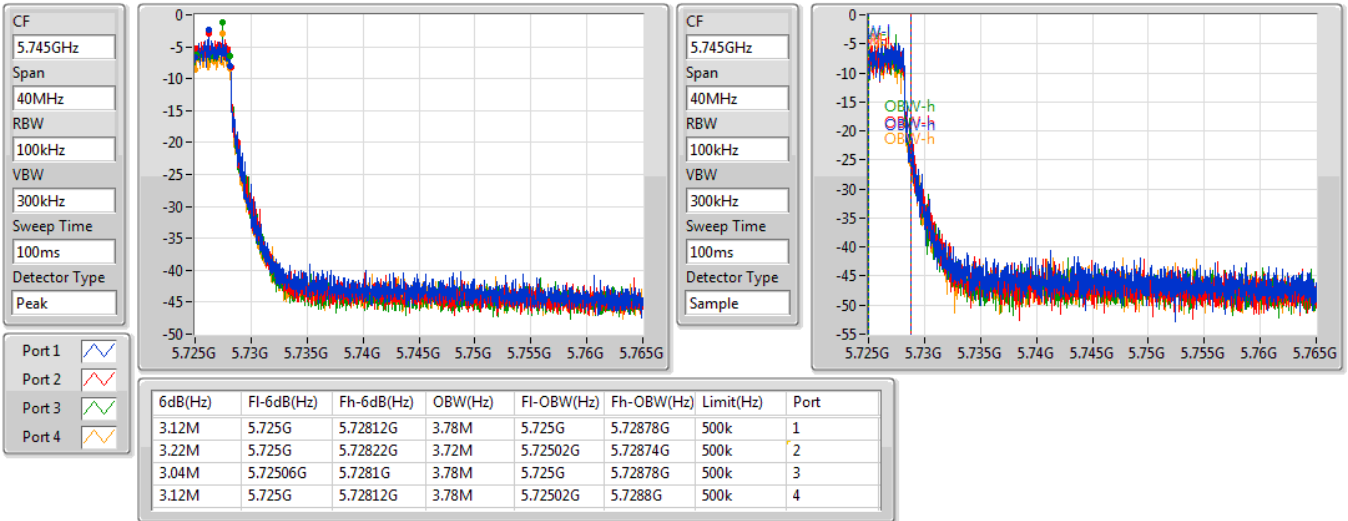 CF
5.745GHz
Span
40MHz
RBW
100kHz
VBW
300kHz
Sweep Time
100ms
Detector Type
Peak
0
-5
-10
-15
-20
-25
-30
-35
-40
-45
-50
5.725G 5.73G 5.735G 5.74G 5.745G 5.75G 5.755G 5.76G 5.765G
CF
5.745GHz
Span
40MHz
RBW
100kHz
VBW
300kHz
Sweep Time
100ms
Detector Type
Sample
0
-5
-10
-15
-20
-25
-30
-35
-40
-45
-50
-55
OBW-h
OBW-h
OBW-h
5.725G 5.73G 5.735G 5.74G 5.745G 5.75G 5.755G 5.76G 5.765G
Port 1
Port 2
Port 3
Port 4
6dB(Hz) Fl-6dB(Hz) Fh-6dB(Hz) OBW(Hz) Fl-OBW(Hz) Fh-OBW(Hz) Limit(Hz) Port
3.12M 5.725G 5.72812G 3.78M 5.725G 5.72878G 500k 1
3.22M 5.725G 5.72822G 3.72M 5.72502G 5.72874G 500k 2
3.04M 5.72506G 5.7281G 3.78M 5.725G 5.72878G 500k 3
3.12M 5.725G 5.72812G 3.78M 5.72502G 5.7288G 500k 4